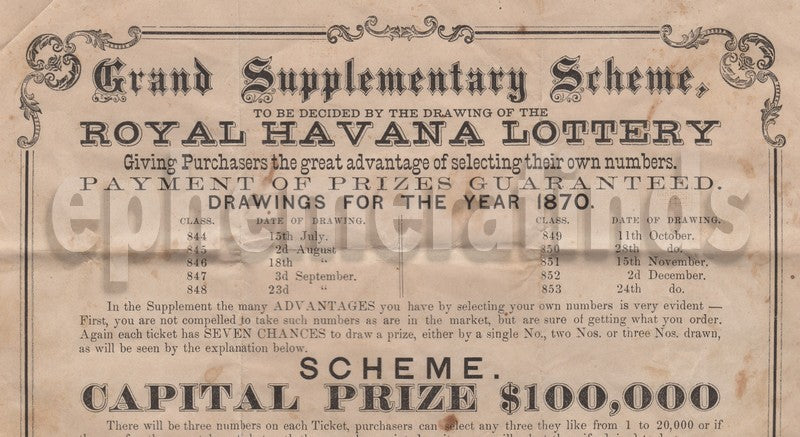 Grand Supplementary Scheme,
TO BE DECIDED BY THE DRAWING OF THE
ROYAL HAVANA LOTTERY
Giving Purchasers the great advantage of selecting their own numbers.
PAYMENT OF PRIZES GUARANTEED.
DRAWINGS FOR THE YEAR 1870.
CLASS. DATE OF DRAWING. CLASS. DATE OF DRAWING.
844 15th July. 849 11th October.
845 2d August 850 28th do.
846 18th " 851 15th November.
847 3d September. 852 2d December.
848 23d " 853 24th do.
ephemerafinds
In the Supplement the many ADVANTAGES you have by selecting your own numbers is very evident —
First, you are not compelled to take such numbers as are in the market, but are sure of getting what you order.
Again each ticket has SEVEN CHANCES to draw a prize, either by a single No., two Nos. or three Nos. drawn,
as will be seen by the explanation below.
SCHEME.
CAPITAL PRIZE $100,000
There will be three numbers on each Ticket, purchasers can select any three they like from 1 to 20,000 or if